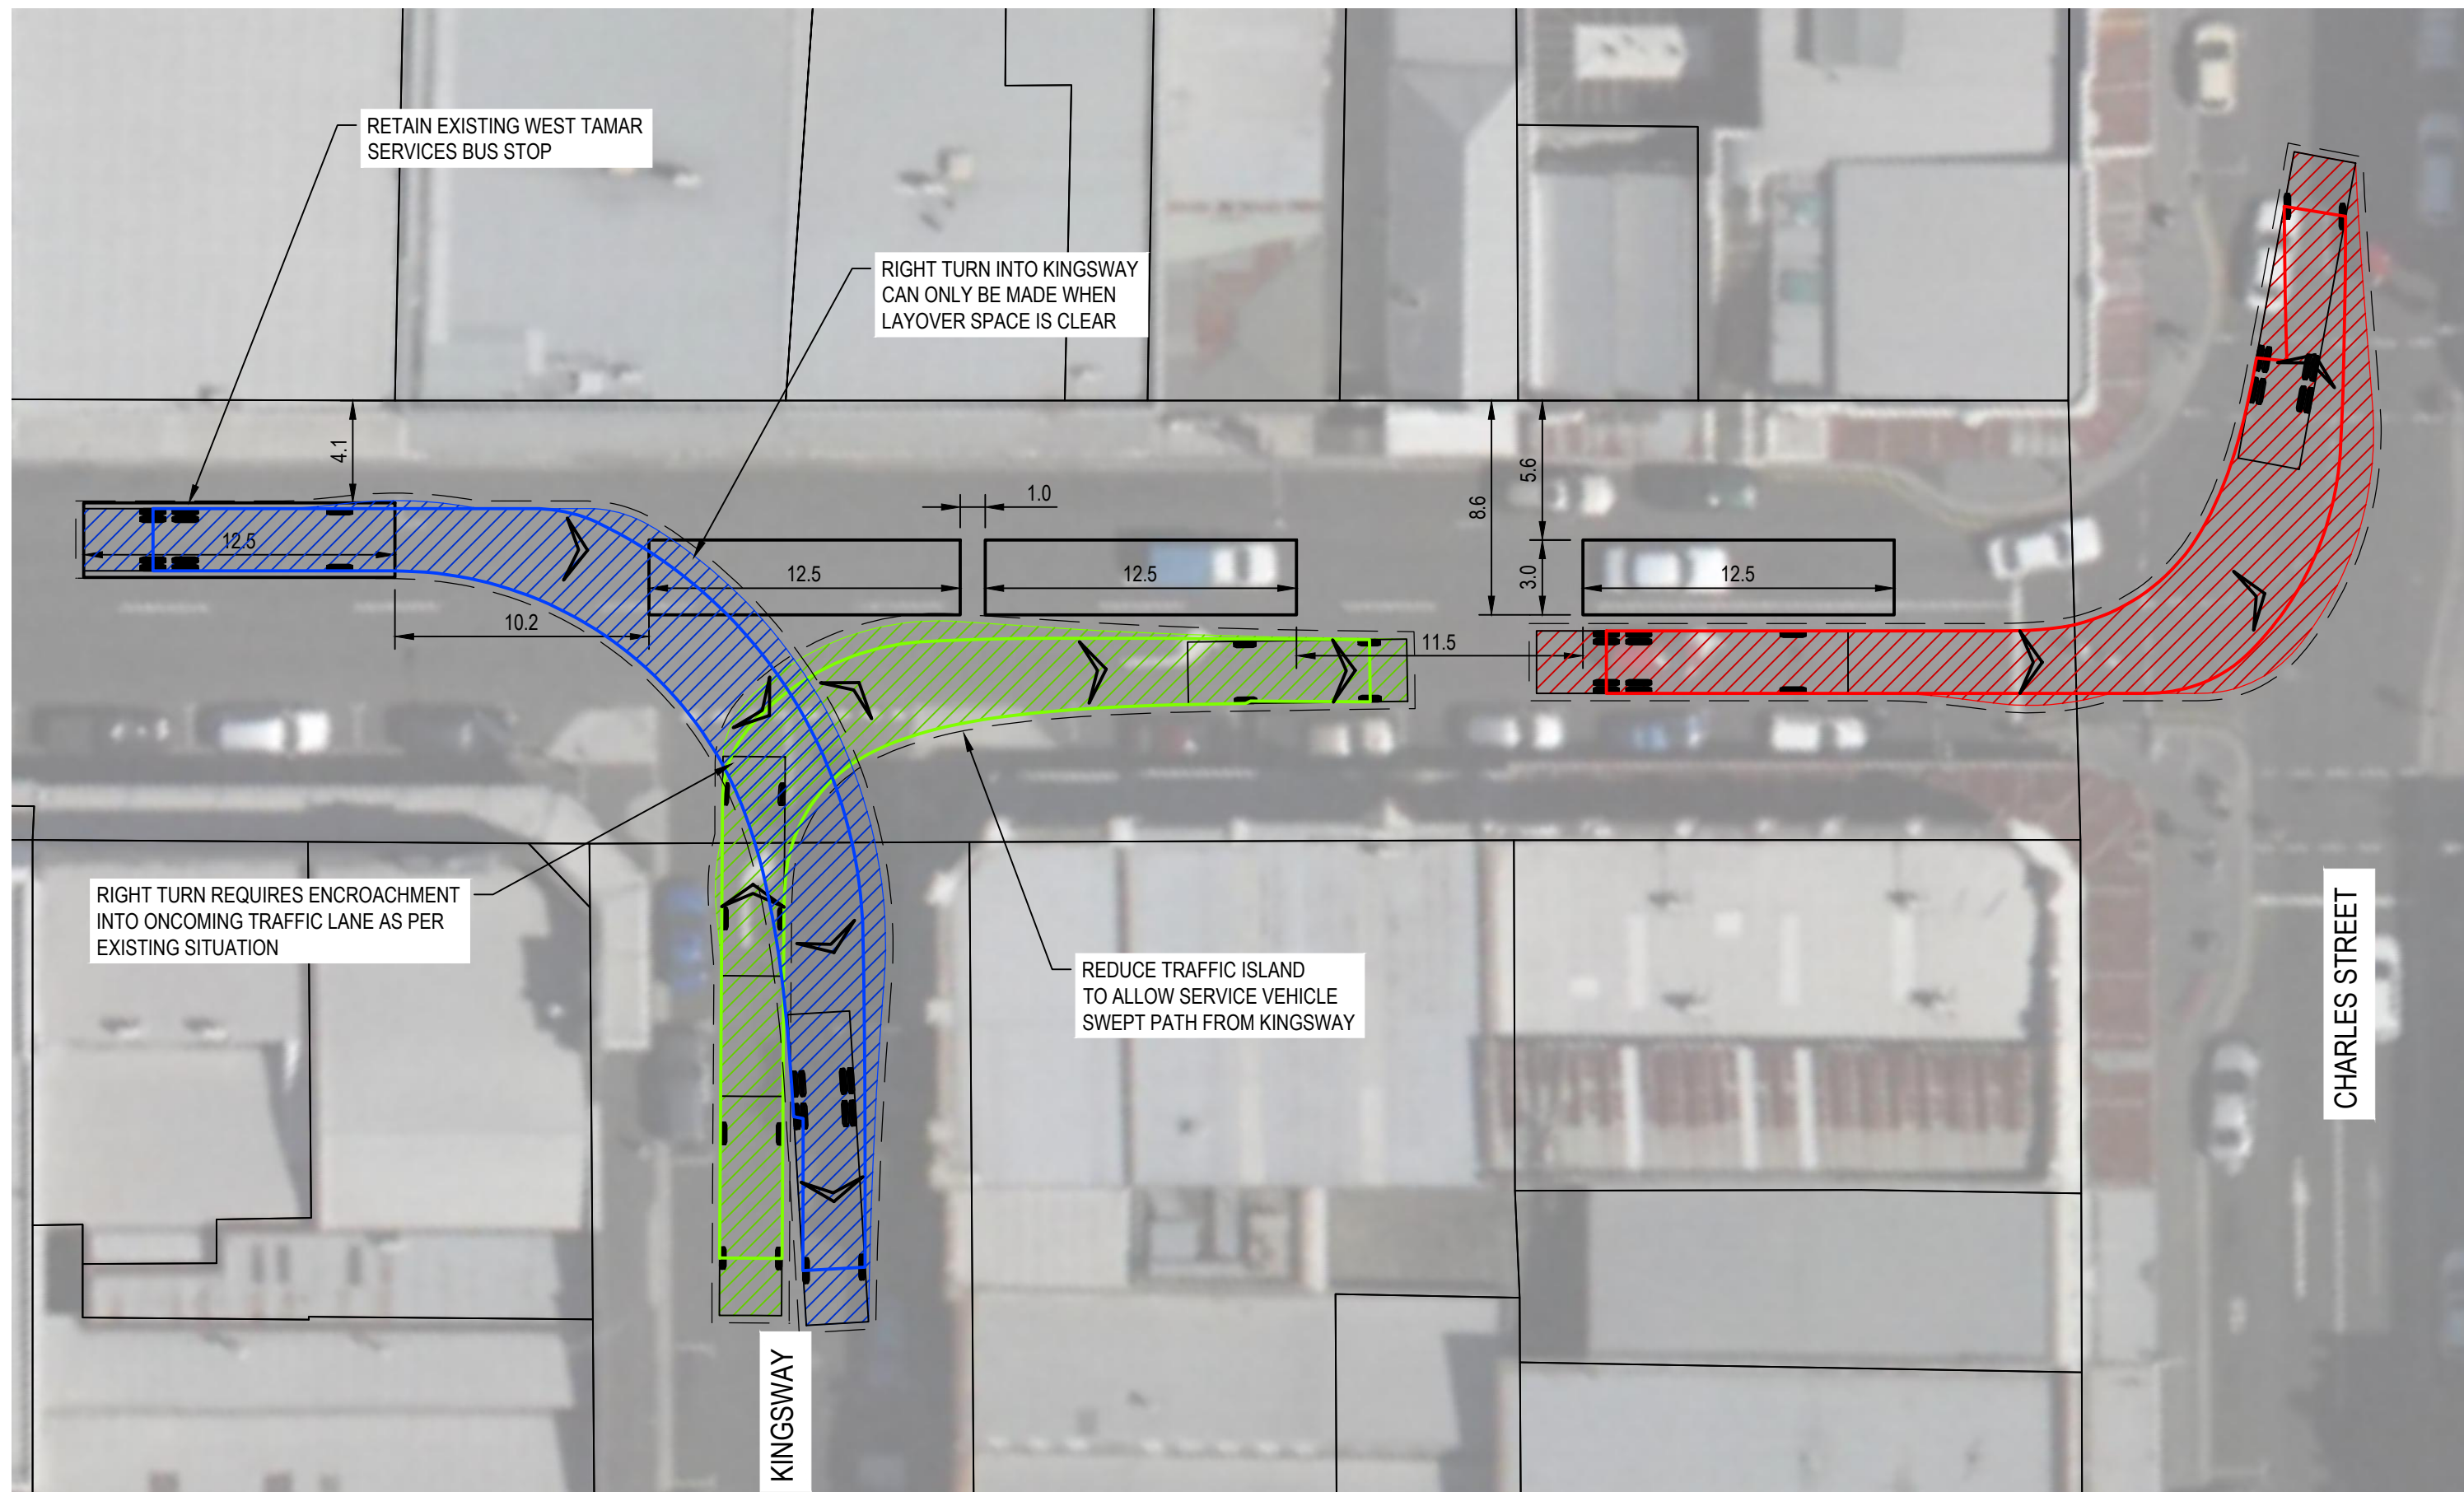 RETAIN EXISTING WEST TAMAR
SERVICES BUS STOP
RIGHT TURN INTO KINGSWAY
CAN ONLY BE MADE WHEN
LAYOVER SPACE IS CLEAR
4.1
1.0
8.6
5.6
3.0
12.5
12.5
12.5
12.5
10.2
11.5
RIGHT TURN REQUIRES ENCROACHMENT
INTO ONCOMING TRAFFIC LANE AS PER
EXISTING SITUATION
REDUCE TRAFFIC ISLAND
TO ALLOW SERVICE VEHICLE
SWEPT PATH FROM KINGSWAY
CHARLES STREET
KINGSWAY